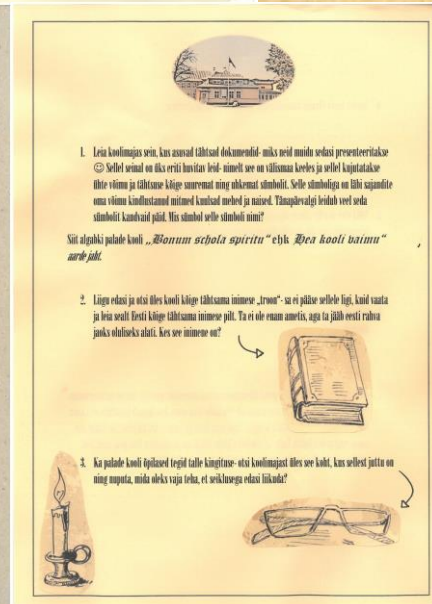 1. Leia koolimajas sein, kus asuvad tähtsad dokumendid- miks neid muidu sedasi presenteeritakse
☺ Sellel seinal on üks eriti huvitav leid- nimelt see on välismaa keeles ja sellel kujutatakse
ühte võimu ja tähtsuse kõige suuremat ning uhkemat sümbolit. Selle sümboliga on läbi sajandite
oma võimu kindlustanud mitmed kuulsad mehed ja naised. Tänapäevalgi leidub veel seda
sümbolit kandvaid päid. Mis sümbol selle sümboli nimi?
Siit algabki palade kooli „Bonum schola spiritu“ ehk Hea kooli vaimu“
aarde jaht.
2. Liigu edasi ja otsi üles kooli kõige tähtsama inimese „troon“- sa ei pääse sellele ligi, kuid vaata
ja leia sealt Eesti kõige tähtsama inimese pilt. Ta ei ole enam ametis, aga ta jääb eesti rahva
jaoks oluliseks alati. Kes see inimene on?
3. Ka palade kooli õpilased tegid talle kingituse- otsi koolimajast üles see koht, kus sellest juttu on
ning nuputa, mida oleks vaja teha, et seiklusega edasi liikuda?